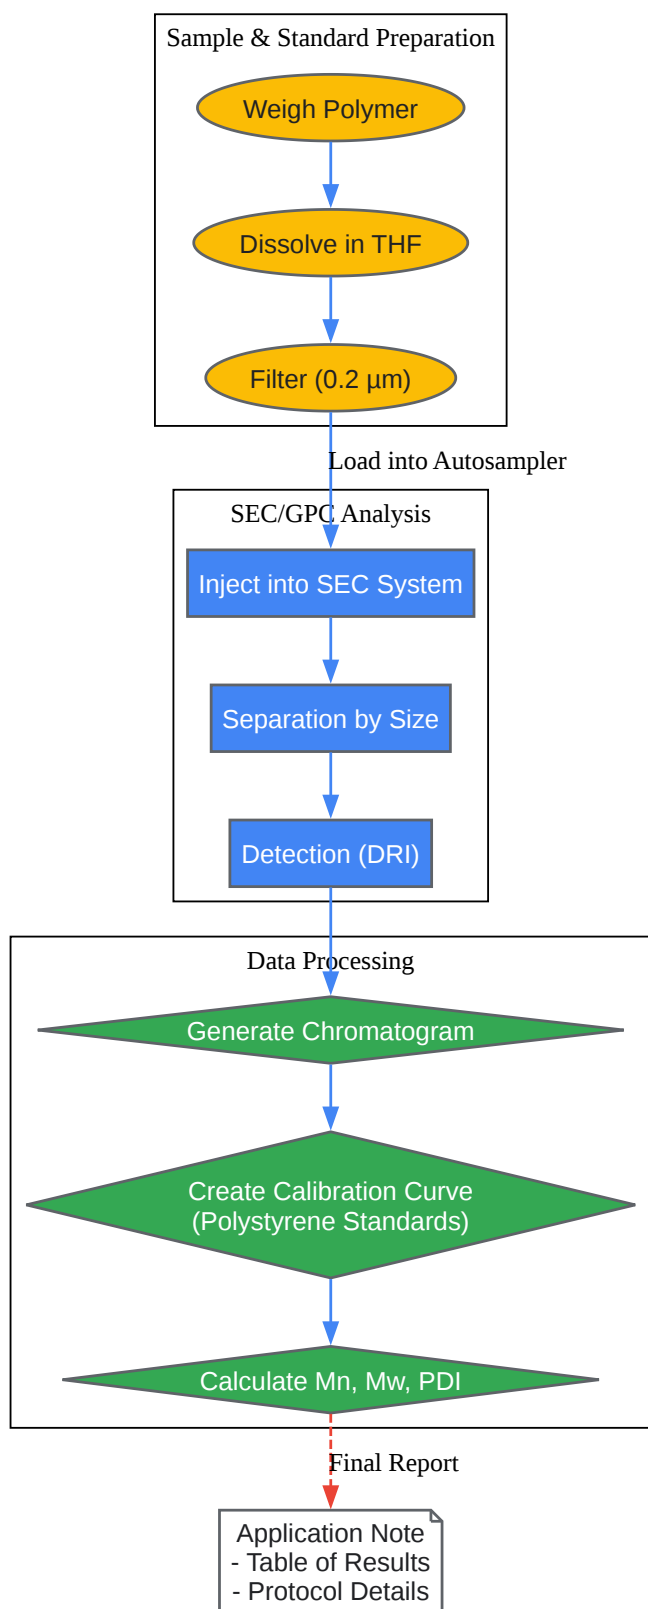 Sample & Standard Preparation
Weigh Polymer
Dissolve in THF
Filter (0.2 µm)
Load into Autosampler
SEC/GPC Analysis
Inject into SEC System
Separation by Size
Detection (DRI)
Data Processing
Generate Chromatogram
Create Calibration Curve
(Polystyrene Standards)
Calculate Mn, Mw, PDI
Final Report
Application Note
- Table of Results
- Protocol Details